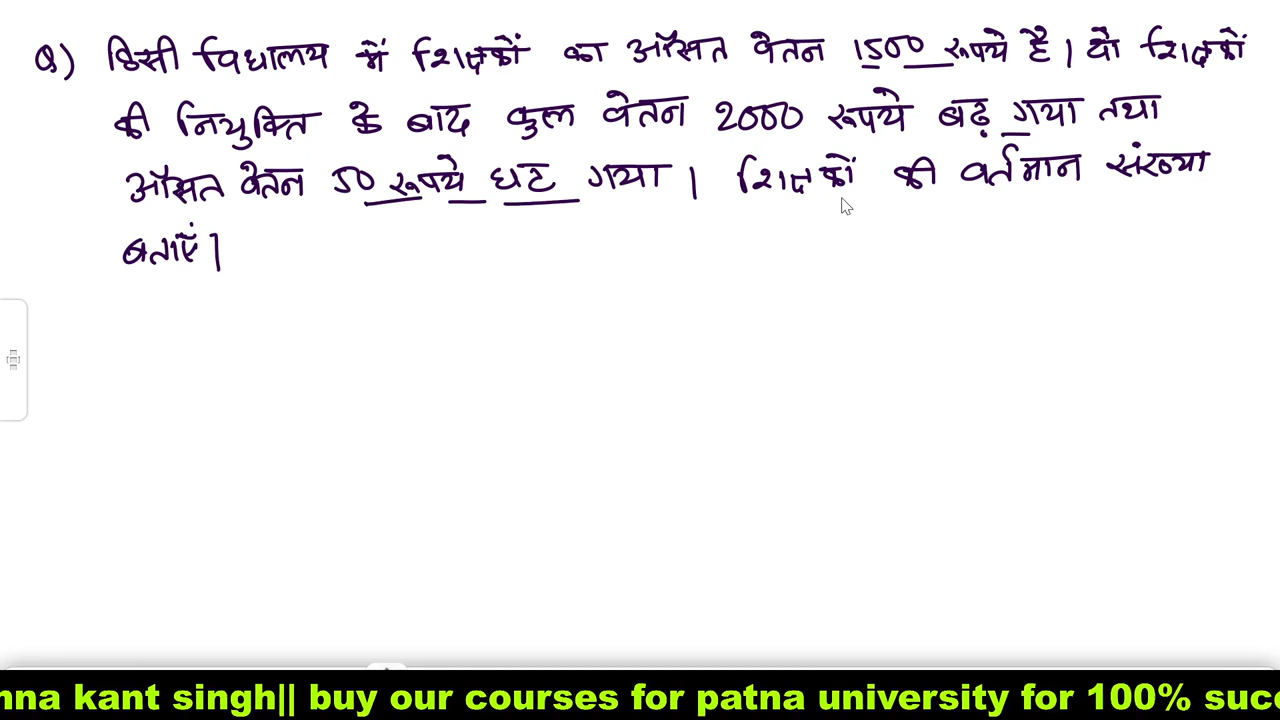 Q) किसी विद्यालय में शिक्षकों का औसत वेतन 1500 रूपये है। दो शिक्षकों
की नियुक्ति के बाद कुल वेतन 2000 रूपये बढ़ गया तथा
औसत वेतन 50 रूपये घट गया। शिक्षकों की वर्तमान संख्या
बताएँ।
nna kant singh|| buy our courses for patna university for 100% succ